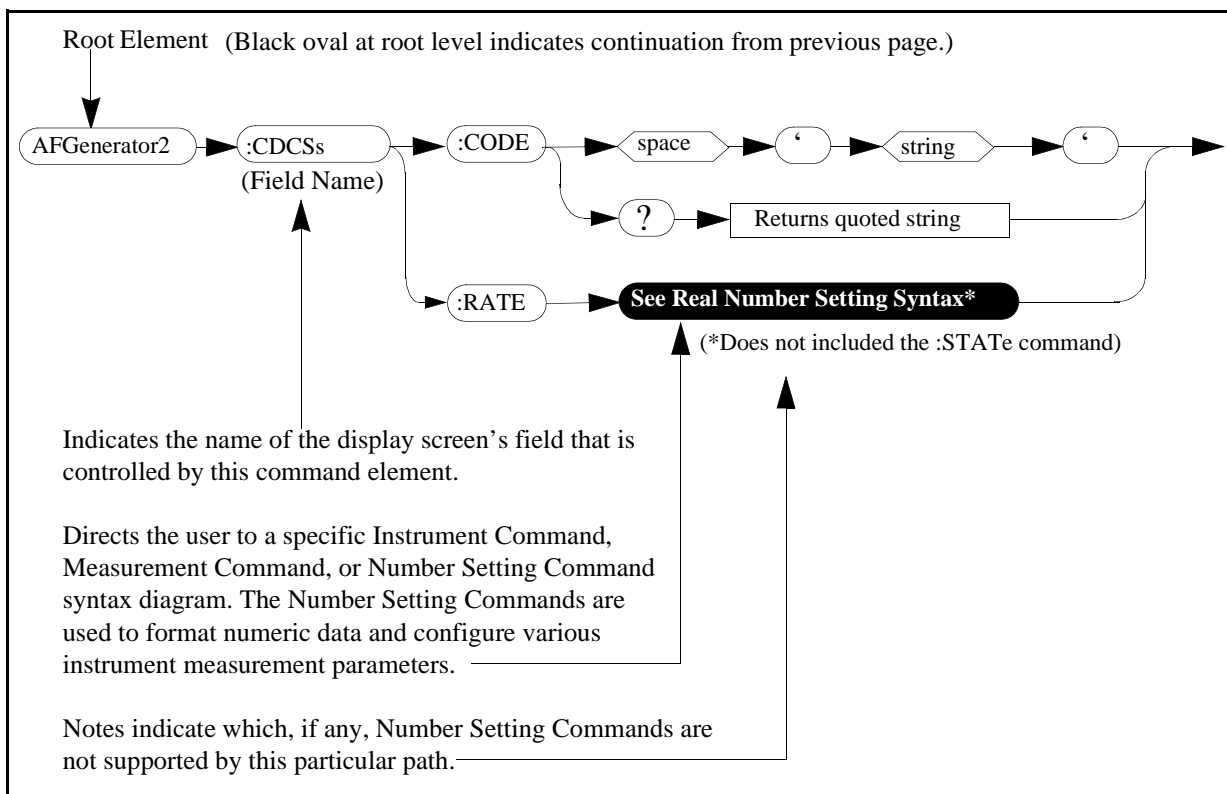 Root Element (Black oval at root level indicates continuation from previous page.)
AFGenerator2 :CDCSs :CODE space ‘ string ‘
(Field Name)
? Returns quoted string
:RATE See Real Number Setting Syntax*
(*Does not included the :STATe command)
Indicates the name of the display screen’s field that is
controlled by this command element.
Directs the user to a specific Instrument Command,
Measurement Command, or Number Setting Command
syntax diagram. The Number Setting Commands are
used to format numeric data and configure various
instrument measurement parameters.
Notes indicate which, if any, Number Setting Commands are
not supported by this particular path.